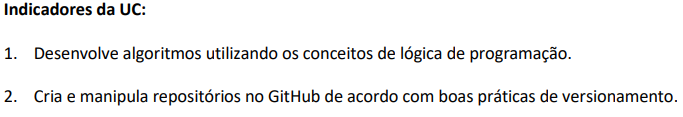 Indicadores da UC:
1. Desenvolve algoritmos utilizando os conceitos de lógica de programação.
2. Cria e manipula repositórios no GitHub de acordo com boas práticas de versionamento.